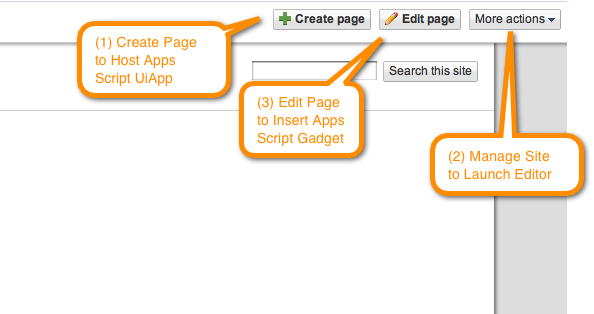 Create page
Edit page
More actions
(1) Create Page
to Host Apps
Script UiApp
Search this site
(3) Edit Page
to Insert Apps
Script Gadget
(2) Manage Site
to Launch Editor